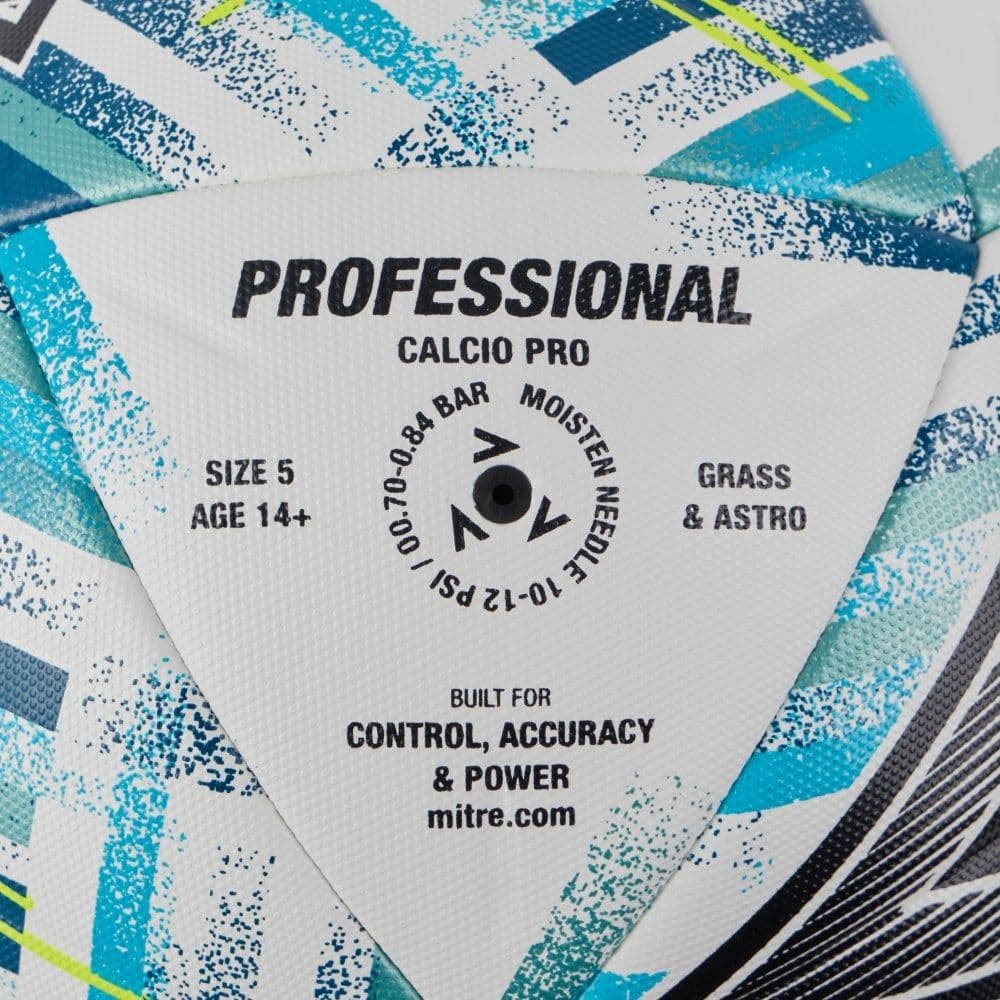 PROFESSIONAL
CALCIO PRO
MOISTEN NEEDLE 10-12 PSI / 00.70-0.84 BAR
SIZE 5
AGE 14+
GRASS
& ASTRO
BUILT FOR
CONTROL, ACCURACY
& POWER
mitre.com